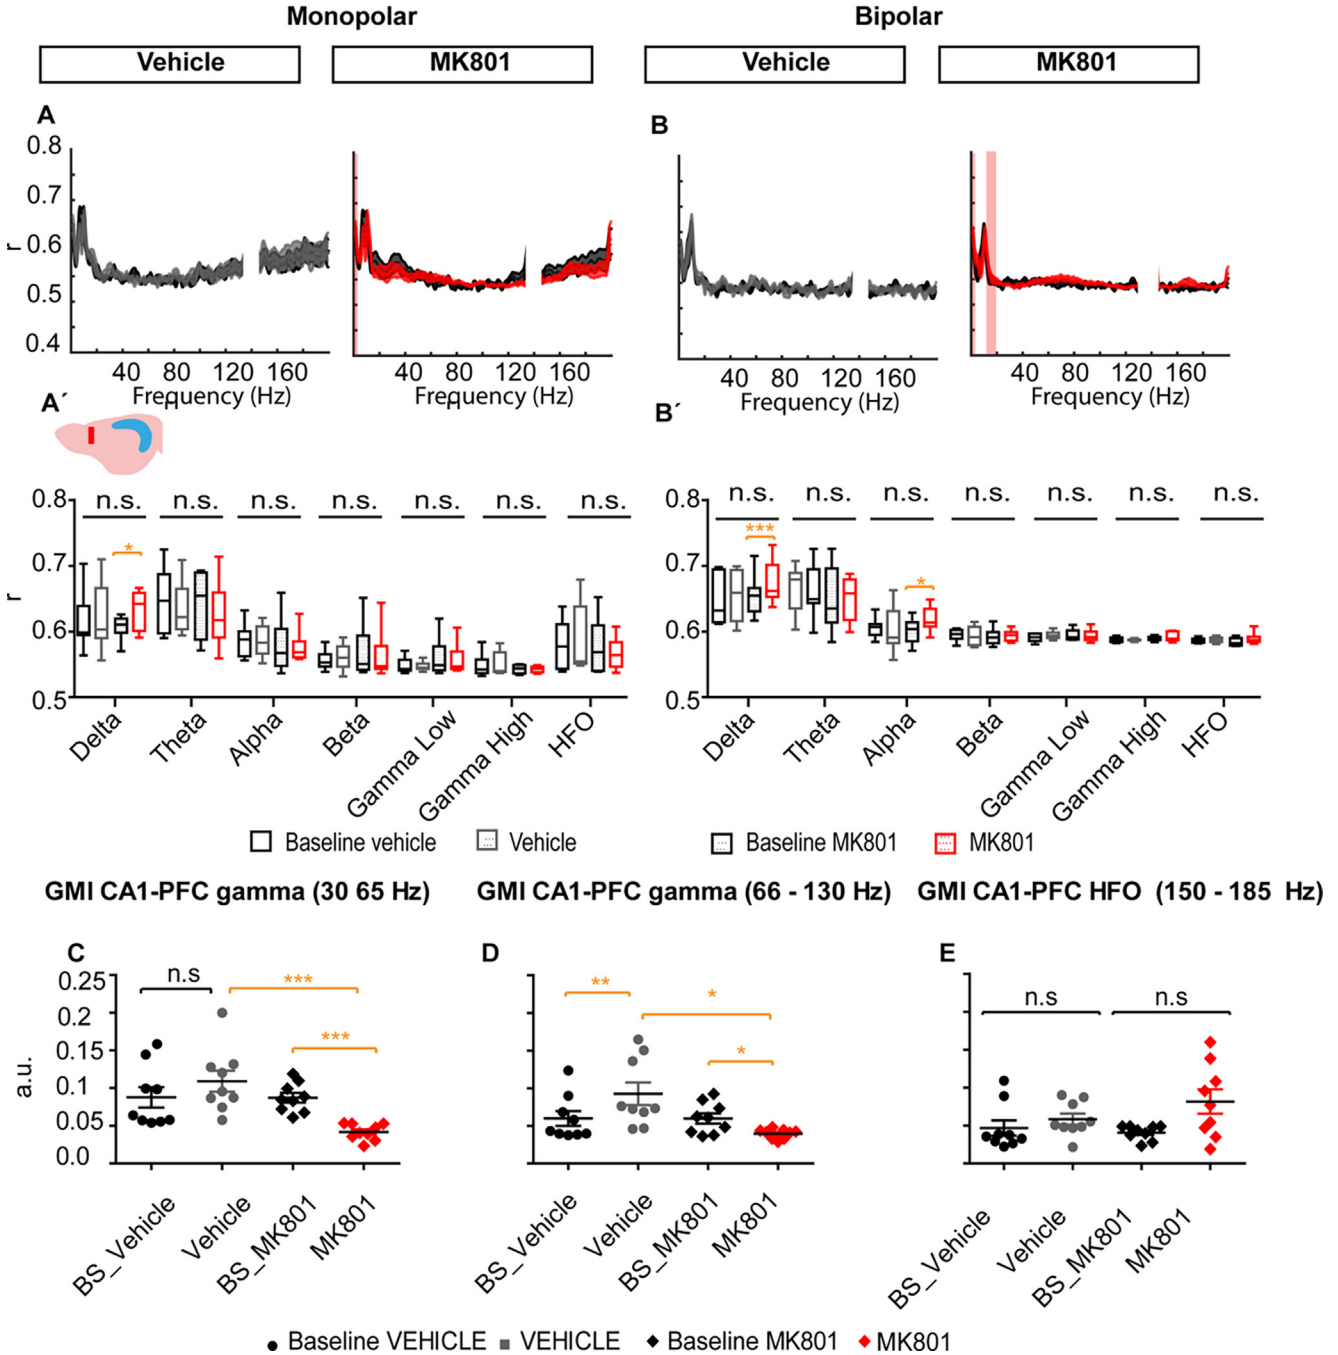 Monopolar Bipolar
Vehicle MK801 Vehicle MK801
A B
0.8
0.7
0.6
0.5
0.4
r
40 80 120 160 40 80 120 160 40 80 120 160
Frequency (Hz) Frequency (Hz) Frequency (Hz) Frequency (Hz)
A´ B´
0.8 n.s. n.s. n.s. n.s. n.s. n.s. n.s. 0.8 n.s. n.s. n.s. n.s. n.s. n.s. n.s.
* *** *
0.7 0.7
r
0.6 0.6
0.5 0.5
Delta Theta Alpha Beta Gamma Low Gamma High HFO Delta Theta Alpha Beta Gamma Low Gamma High HFO
Baseline vehicle Vehicle Baseline MK801 MK801
GMI CA1-PFC gamma (30 65 Hz) GMI CA1-PFC gamma (66 - 130 Hz) GMI CA1-PFC HFO (150 - 185 Hz)
C D E
0.25 n.s *** *** ** * * n.s n.s
0.2
0.15
0.1
0.05
0.0
a.u.
BS_Vehicle Vehicle BS_MK801 MK801 BS_Vehicle Vehicle BS_MK801 MK801 BS_Vehicle Vehicle BS_MK801 MK801
Baseline VEHICLE VEHICLE Baseline MK801 MK801